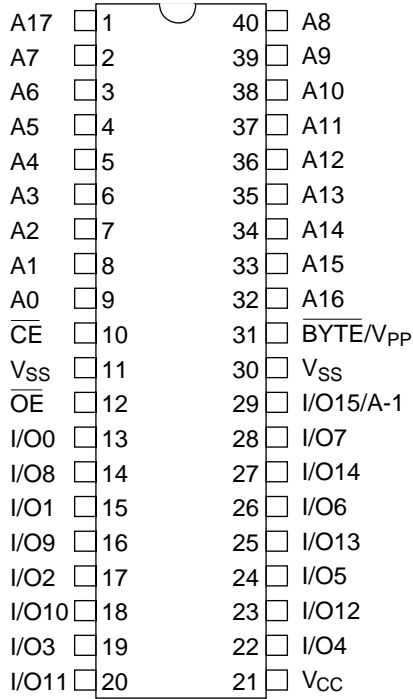 A17 1 40 A8
A7 2 39 A9
A6 3 38 A10
A5 4 37 A11
A4 5 36 A12
A3 6 35 A13
A2 7 34 A14
A1 8 33 A15
A0 9 32 A16
C̅E̅ 10 31 B̅Y̅T̅E̅/VPP
VSS 11 30 VSS
O̅E̅ 12 29 I/O15/A-1
I/O0 13 28 I/O7
I/O8 14 27 I/O14
I/O1 15 26 I/O6
I/O9 16 25 I/O13
I/O2 17 24 I/O5
I/O10 18 23 I/O12
I/O3 19 22 I/O4
I/O11 20 21 VCC